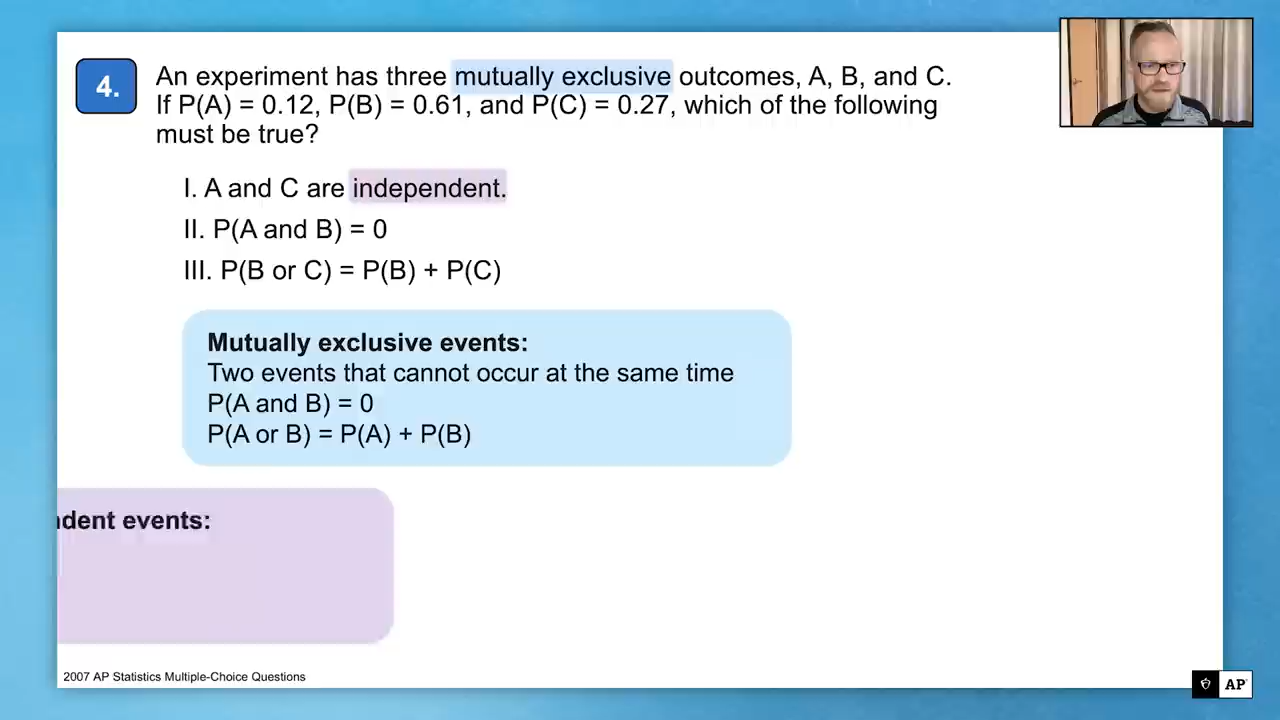 4.
An experiment has three mutually exclusive outcomes, A, B, and C.
If P(A) = 0.12, P(B) = 0.61, and P(C) = 0.27, which of the following
must be true?
I. A and C are independent.
II. P(A and B) = 0
III. P(B or C) = P(B) + P(C)
Mutually exclusive events:
Two events that cannot occur at the same time
P(A and B) = 0
P(A or B) = P(A) + P(B)
ndent events:
2007 AP Statistics Multiple-Choice Questions
AP